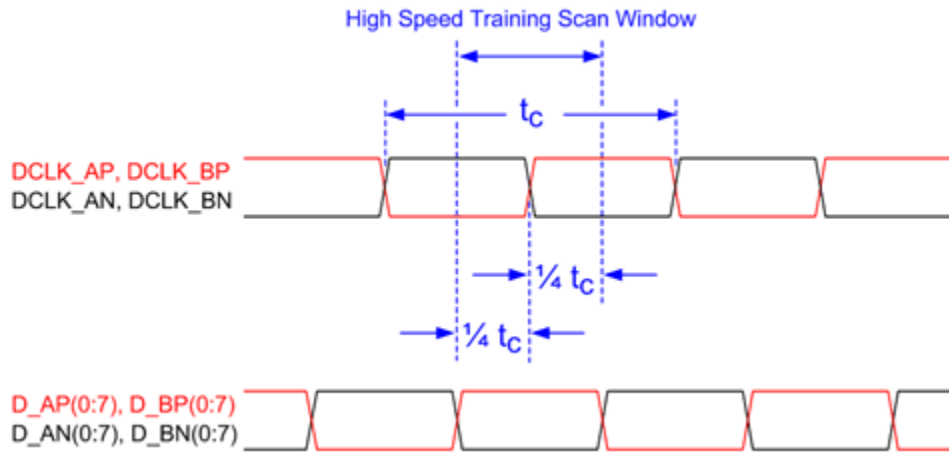 High Speed Training Scan Window
tc
DCLK_AP, DCLK_BP
DCLK_AN, DCLK_BN
¼ tc
¼ tc
D_AP(0:7), D_BP(0:7)
D_AN(0:7), D_BN(0:7)